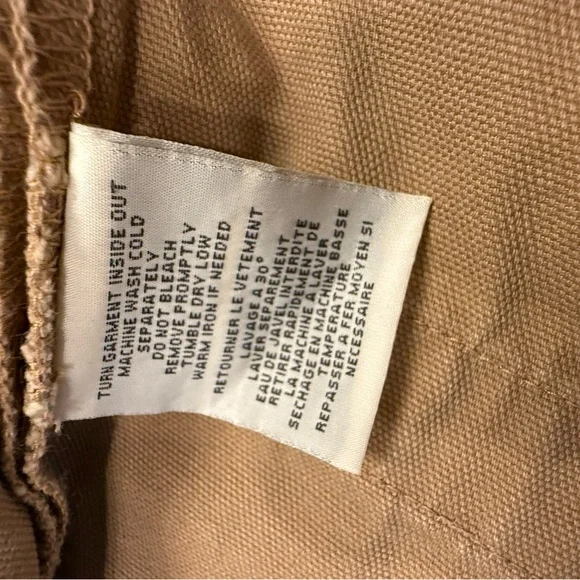 TURN GARMENT INSIDE OUT
MACHINE WASH COLD
SEPARATELY
DO NOT BLEACH
REMOVE PROMPTLY
TUMBLE DRY LOW
WARM IRON IF NEEDED
RETOURNER LE VETEMENT
LAVAGE A 30°
LAVER SEPAREMENT
EAU DE JAVEL INTERDITE
RETIRER RAPIDEMENT DE
LA MACHINE A LAVER
SECHAGE EN MACHINE BASSE
TEMPERATURE
REPASSER A FER MOYEN SI
NECESSAIRE